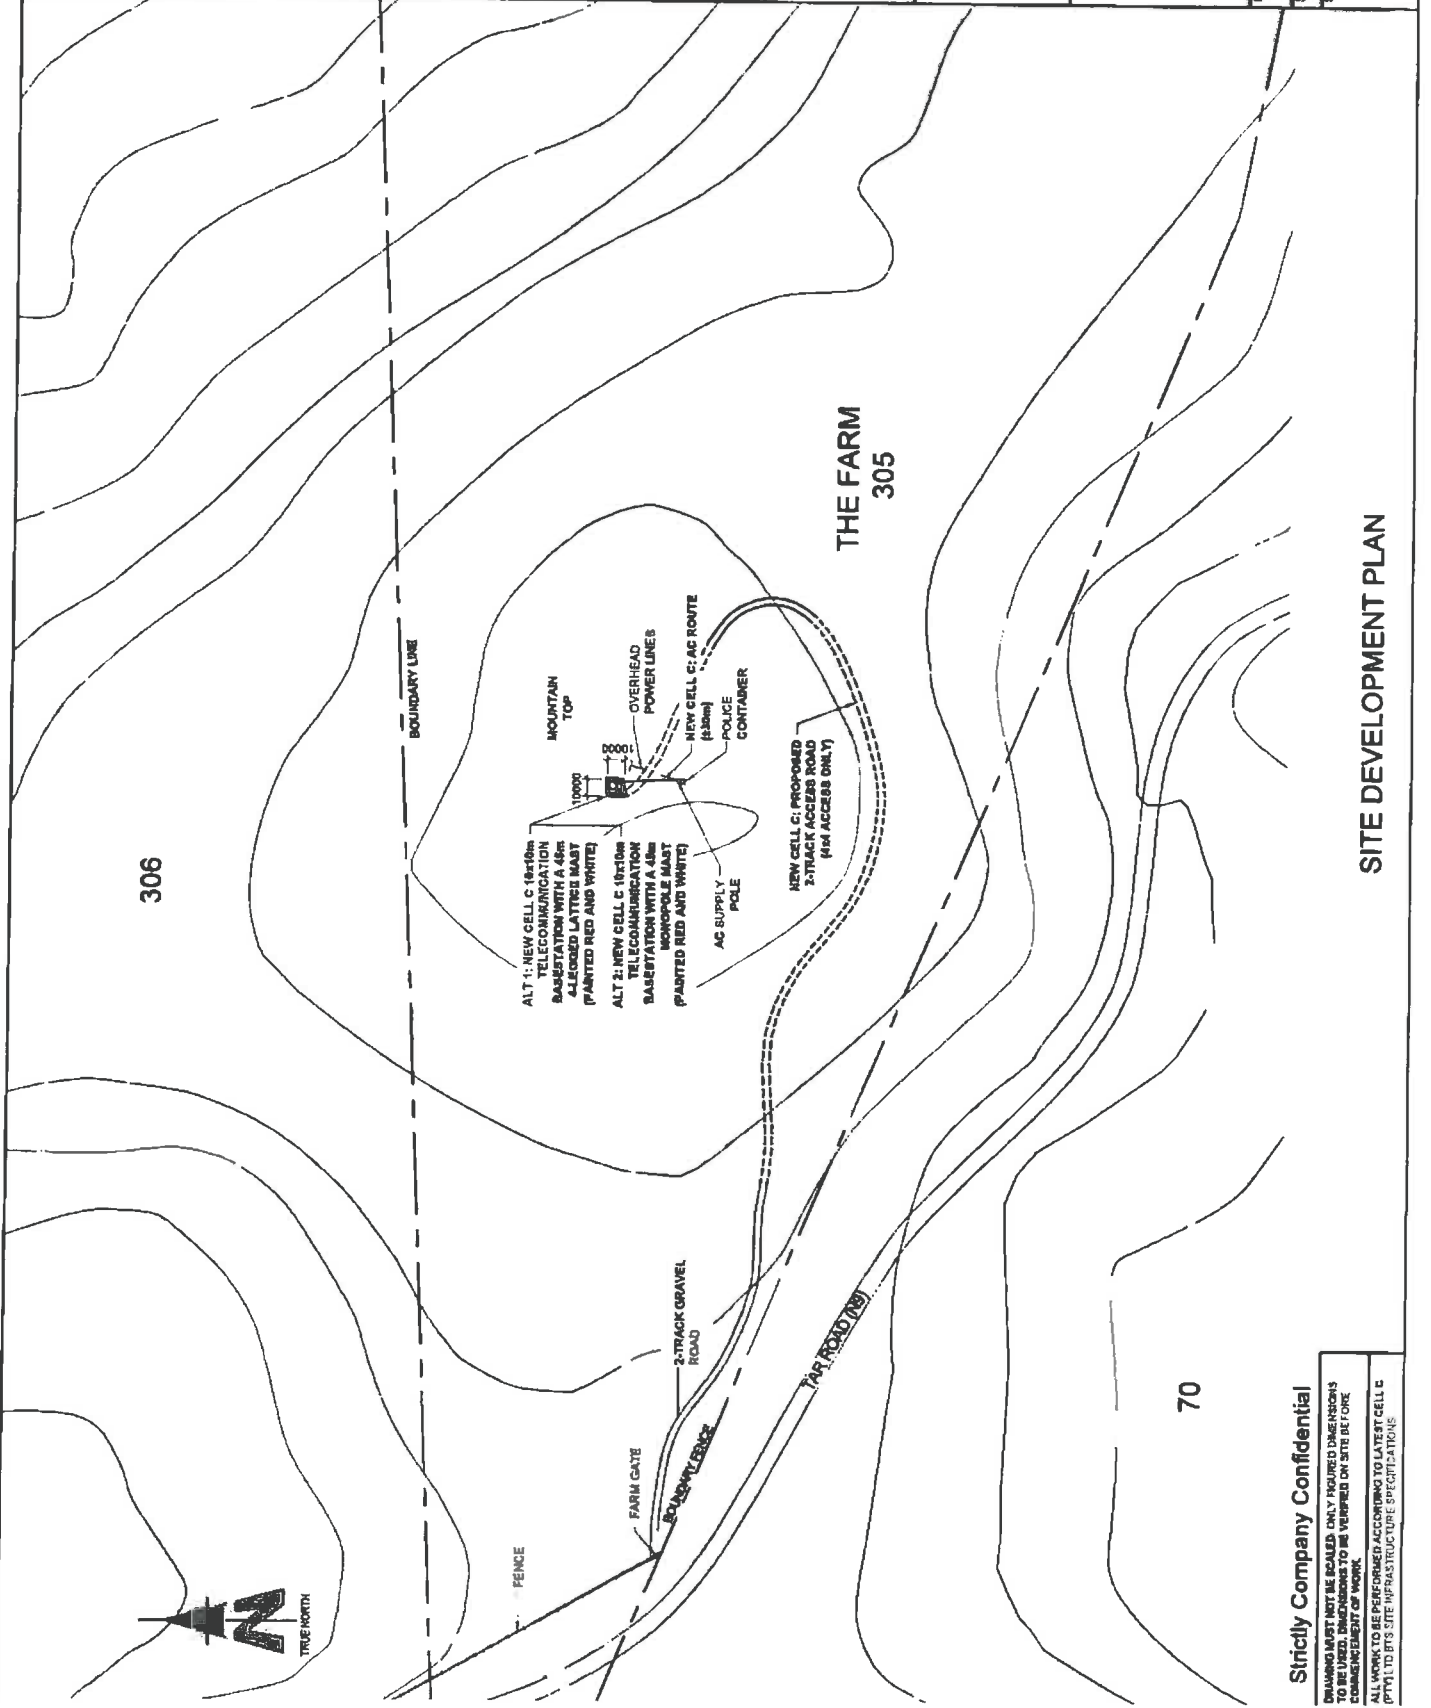 N
TRUE NORTH
306
BOUNDARY LINE
MOUNTAIN
TOP
10000
ALT 1: NEW CELL C 10x10m
TELECOMMUNICATION
BASESTATION WITH A 45m
4-LEGGED LATTICE MAST
(PAINTED RED AND WHITE)
ALT 2: NEW CELL C 10x10m
TELECOMMUNICATION
BASESTATION WITH A 45m
MONOPOLE MAST
(PAINTED RED AND WHITE)
OVERHEAD
POWER LINES
NEW CELL C: AC ROUTE
(±30m)
POLICE
CONTAINER
AC SUPPLY
POLE
NEW CELL C: PROPOSED
2-TRACK ACCESS ROAD
(4x4 ACCESS ONLY)
THE FARM
305
FENCE
FARM GATE
BOUNDARY FENCE
2-TRACK GRAVEL
ROAD
TAR ROAD (N9)
70
SITE DEVELOPMENT PLAN
Strictly Company Confidential
DRAWING MUST NOT BE SCALED. ONLY FIGURED DIMENSIONS
TO BE USED. DIMENSIONS TO BE VERIFIED ON SITE BEFORE
COMMENCEMENT OF WORK.
ALL WORK TO BE PERFORMED ACCORDING TO LATEST CELL C
(PTY) LTD BTS SITE INFRASTRUCTURE SPECIFICATIONS